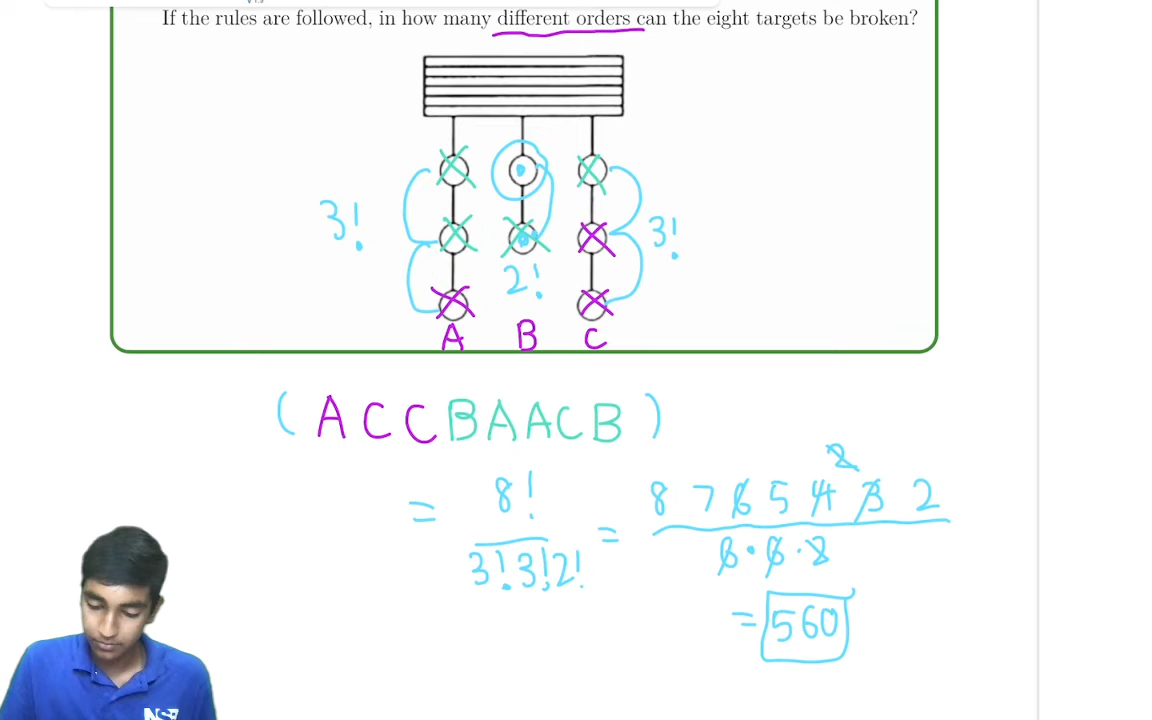 If the rules are followed, in how many different orders can the eight targets be broken?
3!
2!
3!
A B C
( A C C B A A C B )
= 8! / 3!3!2! = 8 7 6 5 4 3 2 / 6·6·2
2
= 560